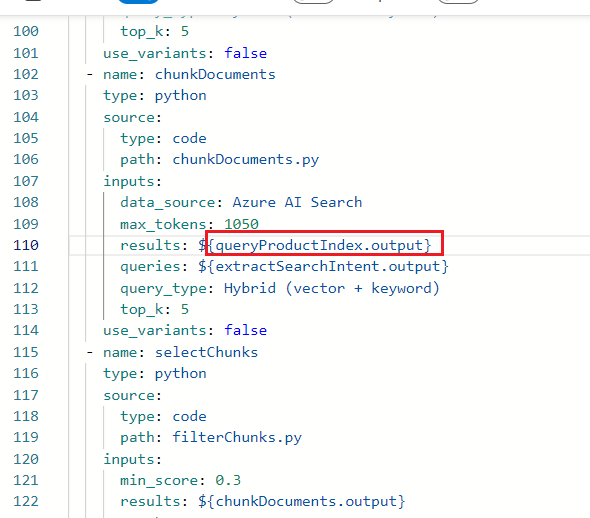 100 top_k: 5
101 use_variants: false
102 - name: chunkDocuments
103 type: python
104 source:
105 type: code
106 path: chunkDocuments.py
107 inputs:
108 data_source: Azure AI Search
109 max_tokens: 1050
110 results: ${queryProductIndex.output}
111 queries: ${extractSearchIntent.output}
112 query_type: Hybrid (vector + keyword)
113 top_k: 5
114 use_variants: false
115 - name: selectChunks
116 type: python
117 source:
118 type: code
119 path: filterChunks.py
120 inputs:
121 min_score: 0.3
122 results: ${chunkDocuments.output}